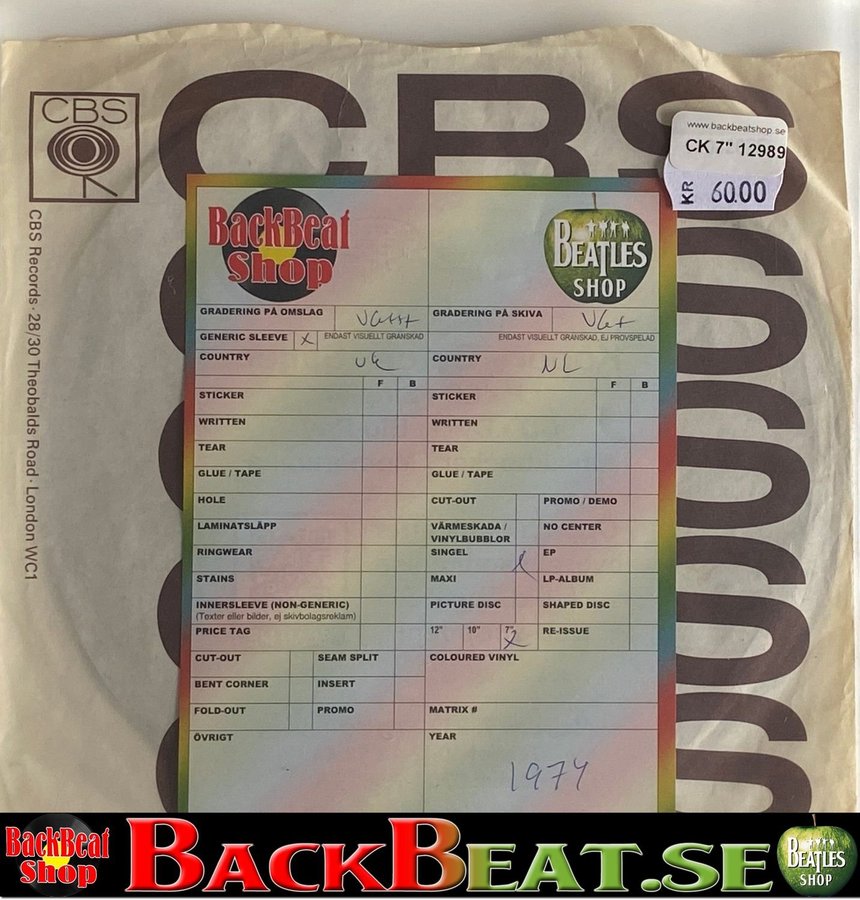 CBS
CBS
CBS Records · 28/30 Theobalds Road · London WC1
www.backbeatshop.se
CK 7" 12989
KR 60.00
BackBeat Shop
BEATLES SHOP
GRADERING PÅ OMSLAG VG+++ GRADERING PÅ SKIVA VG+
GENERIC SLEEVE X ENDAST VISUELLT GRANSKAD ENDAST VISUELLT GRANSKAD, EJ PROVSPELAD
COUNTRY UK COUNTRY NL
F B F B
STICKER STICKER
WRITTEN WRITTEN
TEAR TEAR
GLUE / TAPE GLUE / TAPE
HOLE CUT-OUT PROMO / DEMO
LAMINATSLÄPP VÄRMESKADA / VINYLBUBBLOR NO CENTER
RINGWEAR SINGEL X EP
STAINS MAXI LP-ALBUM
INNERSLEEVE (NON-GENERIC) PICTURE DISC SHAPED DISC
(Texter eller bilder, ej skivbolagsreklam)
PRICE TAG 12" 10" 7" X RE-ISSUE
CUT-OUT SEAM SPLIT COLOURED VINYL
BENT CORNER INSERT
FOLD-OUT PROMO MATRIX #
ÖVRIGT YEAR
1974
BackBeat Shop BACKBEAT.SE BEATLES SHOP